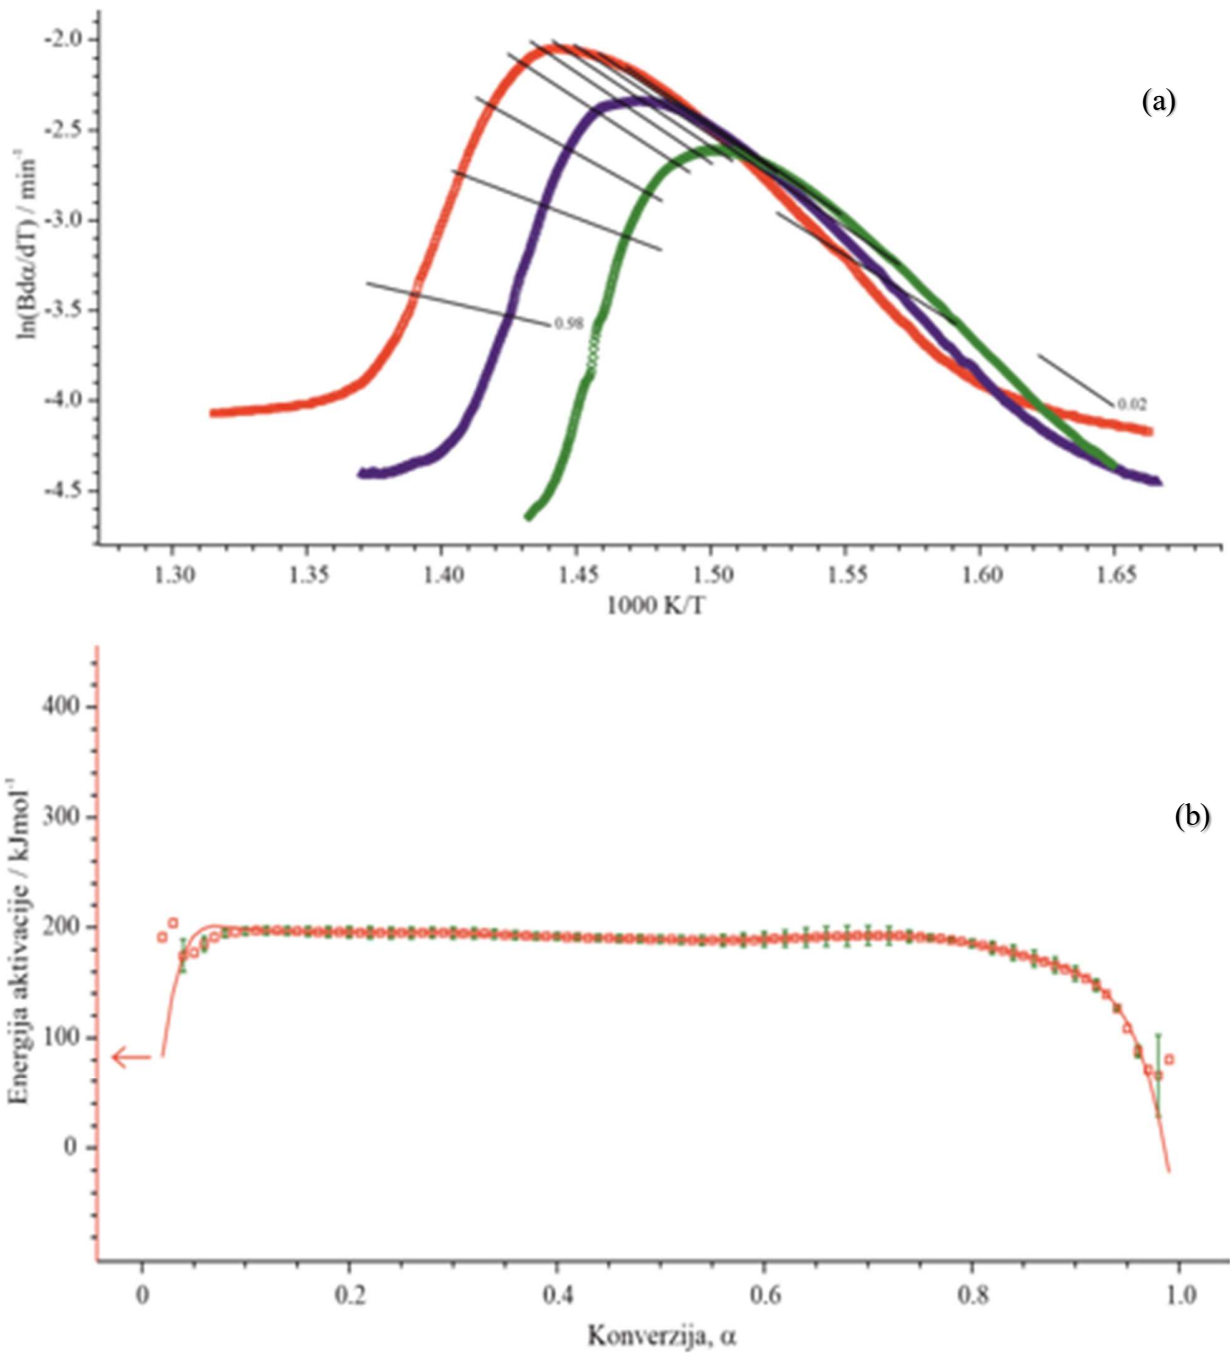 (a)
ln(Bdα/dT) / min⁻¹
-2.0
-2.5
-3.0
-3.5
-4.0
-4.5
0.98
0.02
1.30 1.35 1.40 1.45 1.50 1.55 1.60 1.65
1000 K/T
(b)
Energija aktivacije / kJmol⁻¹
400
300
200
100
0
0 0.2 0.4 0.6 0.8 1.0
Konverzija, α